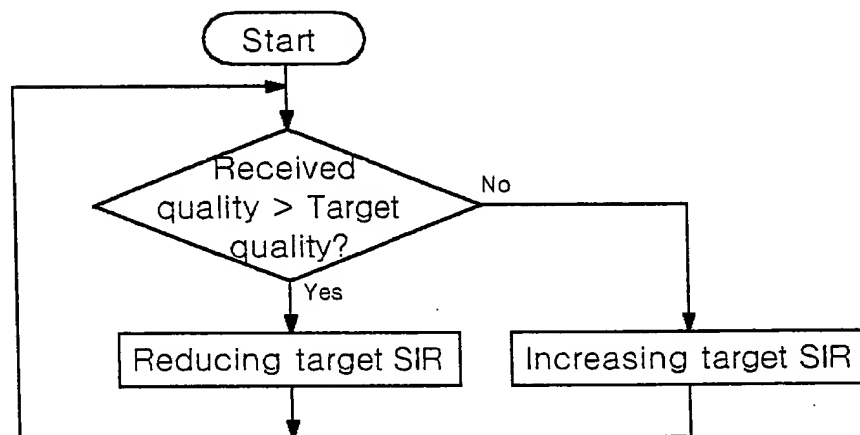 Start
Received
quality > Target
quality?
No
Yes
Reducing target SIR
Increasing target SIR